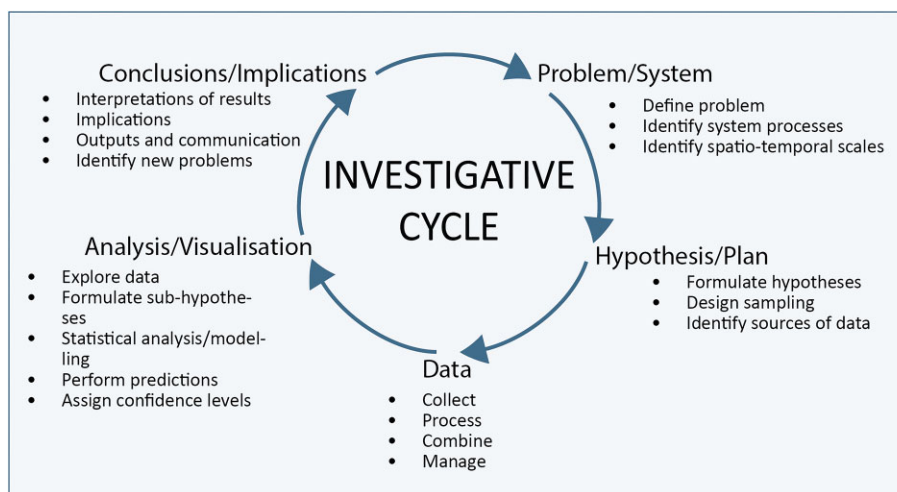 Conclusions/Implications
• Interpretations of results
• Implications
• Outputs and communication
• Identify new problems
Problem/System
• Define problem
• Identify system processes
• Identify spatio-temporal scales
INVESTIGATIVE
CYCLE
Analysis/Visualisation
• Explore data
• Formulate sub-hypothe-
ses
• Statistical analysis/model-
ling
• Perform predictions
• Assign confidence levels
Hypothesis/Plan
• Formulate hypotheses
• Design sampling
• Identify sources of data
Data
• Collect
• Process
• Combine
• Manage